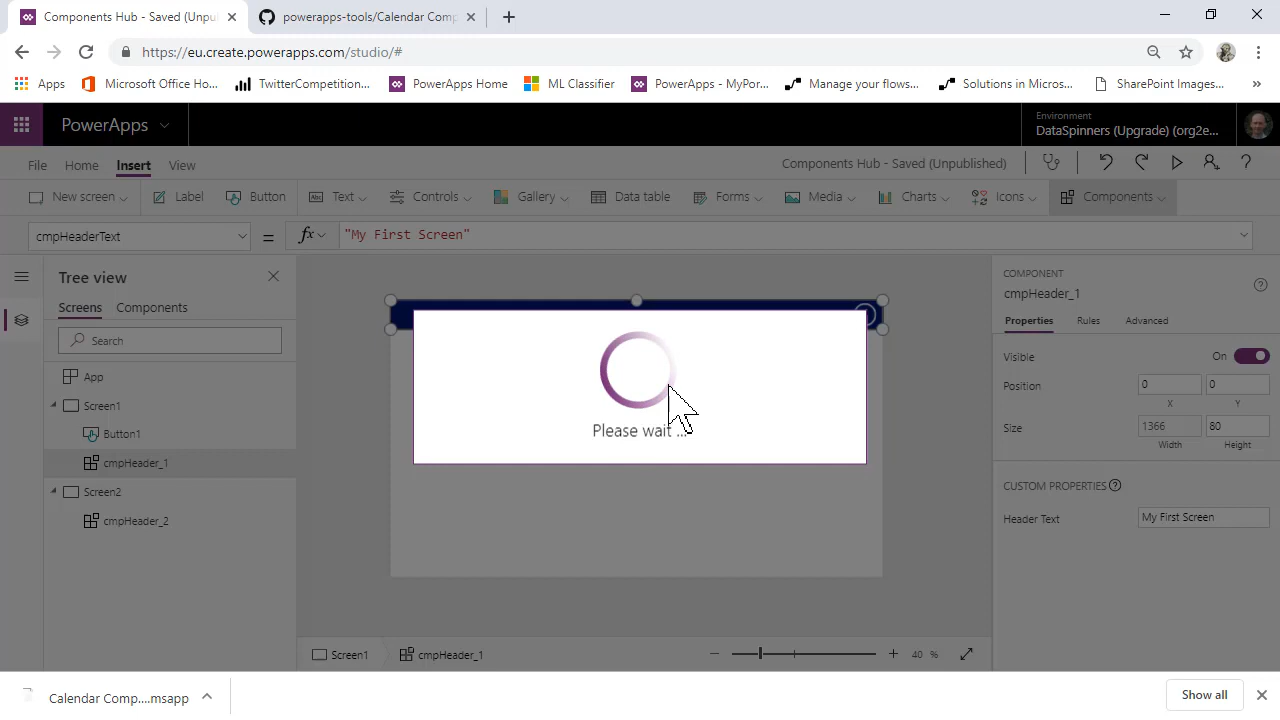 Components Hub - Saved (Unpul
powerapps-tools/Calendar Comp
https://eu.create.powerapps.com/studio/#
Apps
Microsoft Office Ho...
TwitterCompetition...
PowerApps Home
ML Classifier
PowerApps - MyPor...
Manage your flows...
Solutions in Micros...
SharePoint Images...
»
PowerApps
Environment
DataSpinners (Upgrade) (org2e...
File
Home
Insert
View
Components Hub - Saved (Unpublished)
New screen
Label
Button
Text
Controls
Gallery
Data table
Forms
Media
Charts
Icons
Components
cmpHeaderText
=
fx
"My First Screen"
Tree view
Screens
Components
Search
App
Screen1
Button1
cmpHeader_1
Screen2
cmpHeader_2
Please wait ...
COMPONENT
cmpHeader_1
Properties
Rules
Advanced
Visible
On
Position
0
0
X
Y
Size
1366
80
Width
Height
CUSTOM PROPERTIES
Header Text
My First Screen
Screen1
cmpHeader_1
40 %
Calendar Comp....msapp
Show all